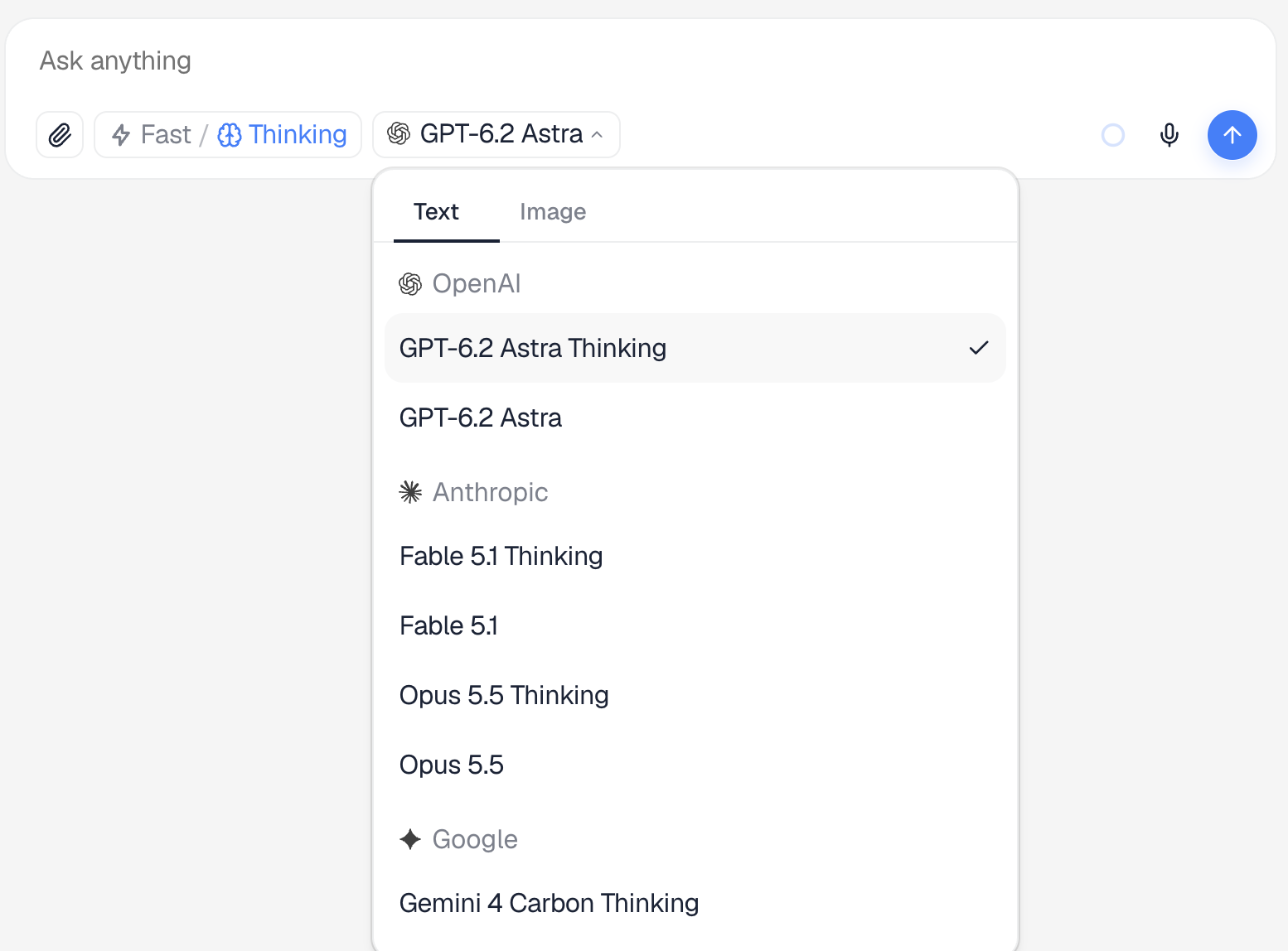 Ask anything
Fast / Thinking GPT-6.2 Astra
Text Image
OpenAI
GPT-6.2 Astra Thinking
GPT-6.2 Astra
Anthropic
Fable 5.1 Thinking
Fable 5.1
Opus 5.5 Thinking
Opus 5.5
Google
Gemini 4 Carbon Thinking